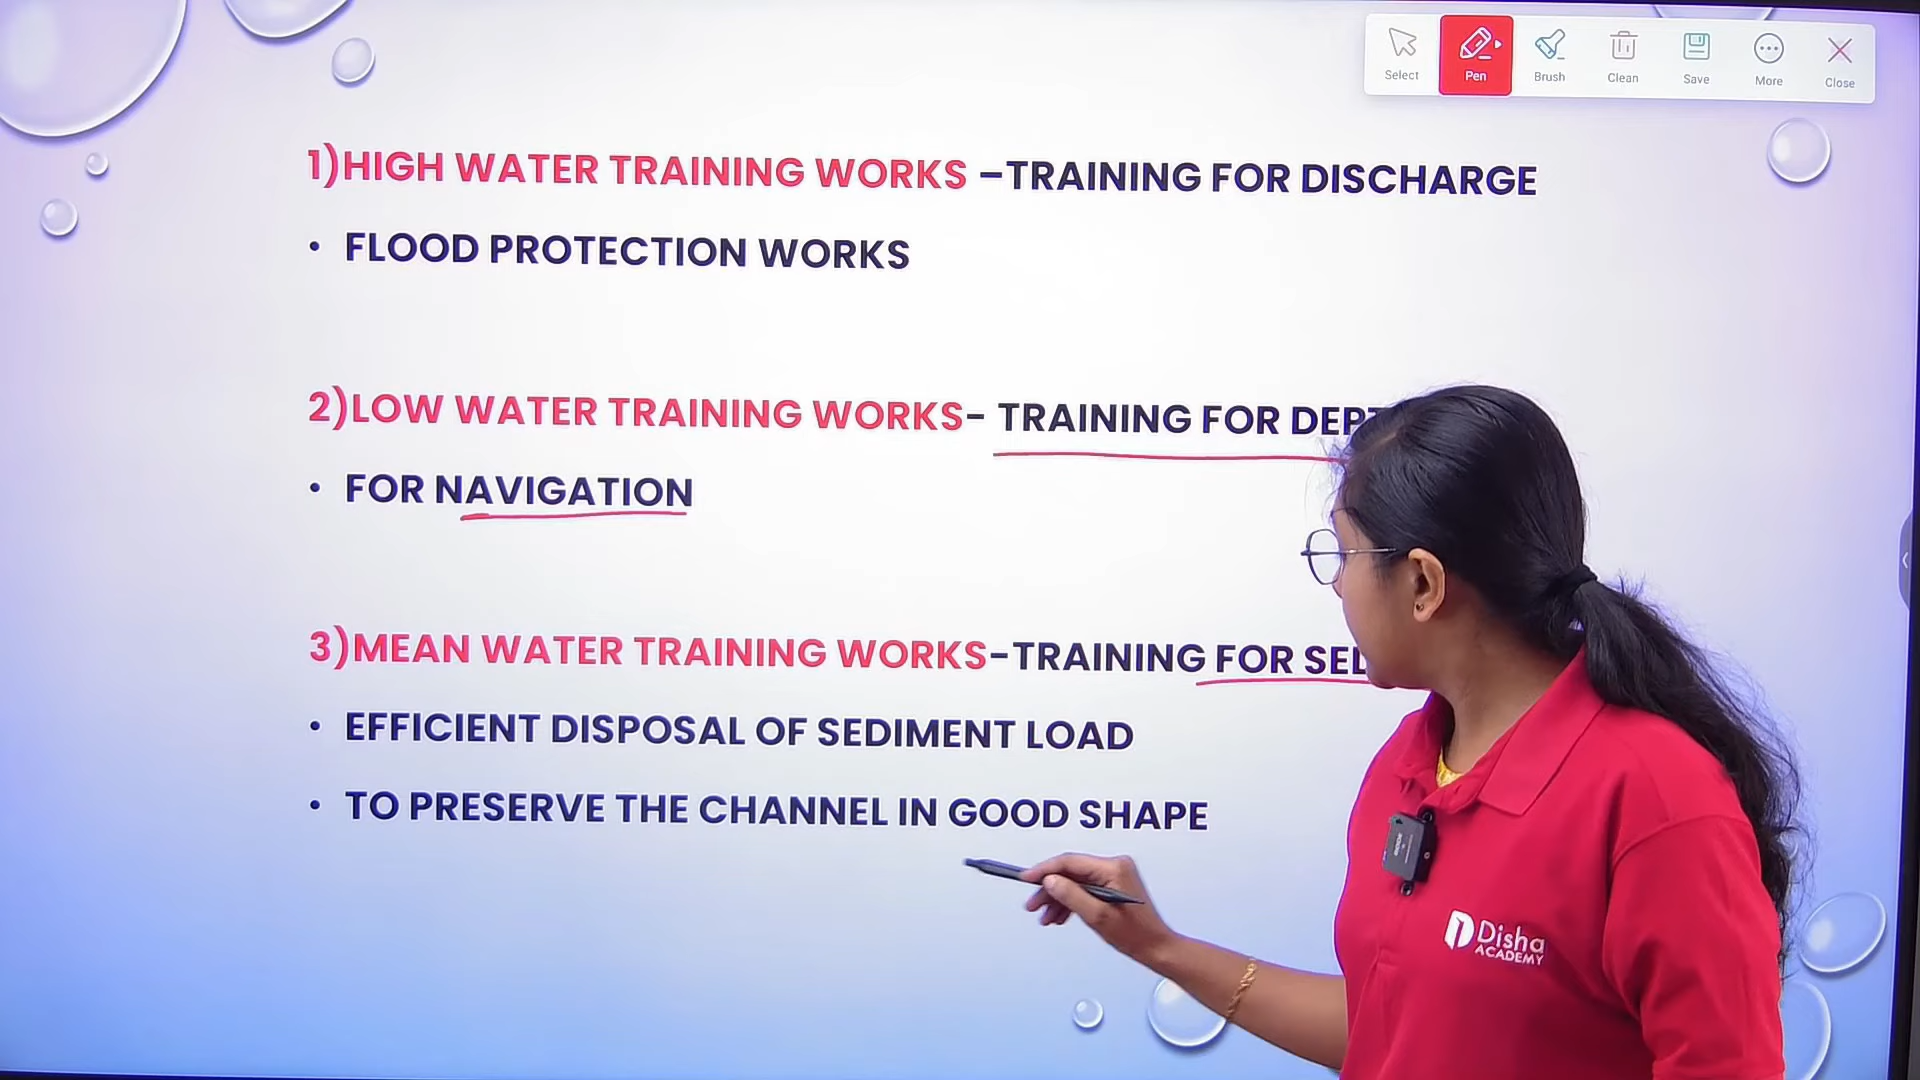 Select Pen Brush Clean Save More Close
1)HIGH WATER TRAINING WORKS –TRAINING FOR DISCHARGE
• FLOOD PROTECTION WORKS
2)LOW WATER TRAINING WORKS- TRAINING FOR
• FOR NAVIGATION
3)MEAN WATER TRAINING WORKS-TRAINING FOR
• EFFICIENT DISPOSAL OF SEDIMENT LOAD
• TO PRESERVE THE CHANNEL IN GOOD SHAPE
Disha
ACADEMY